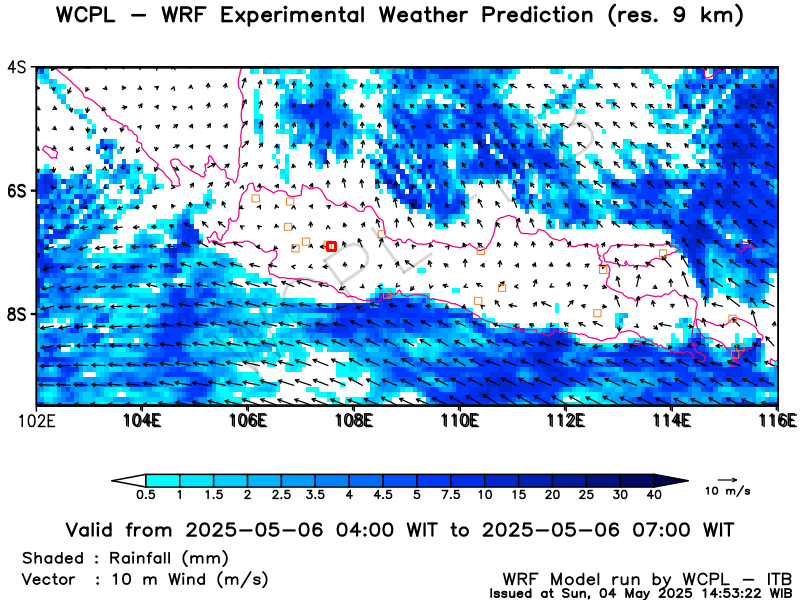 WCPL – WRF Experimental Weather Prediction (res. 9 km)
4S
6S
8S
102E 104E 106E 108E 110E 112E 114E 116E
0.5 1 1.5 2 2.5 3.5 4 4.5 5 7.5 10 15 20 25 30 40
10 m/s
Valid from 2025–05–06 04:00 WIT to 2025–05–06 07:00 WIT
Shaded : Rainfall (mm)
Vector : 10 m Wind (m/s)
WRF Model run by WCPL – ITB
Issued at Sun, 04 May 2025 14:53:22 WIB